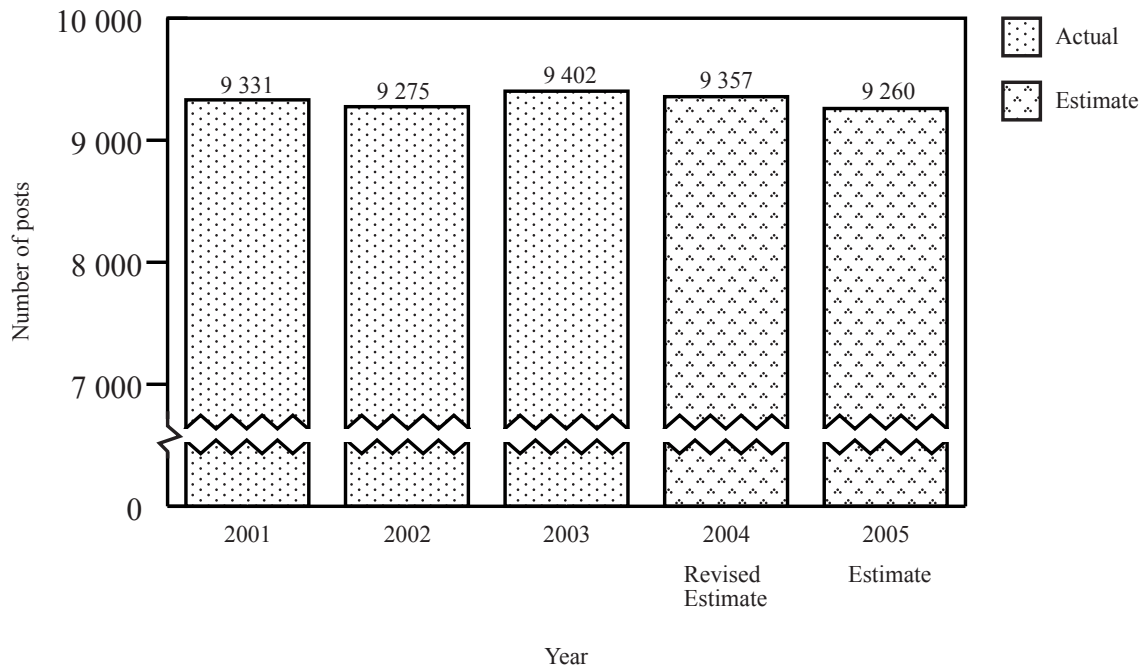 10 000
9 000
8 000
7 000
0
Number of posts
9 331
9 275
9 402
9 357
9 260
2001
2002
2003
2004
2005
Revised
Estimate
Estimate
Year
Actual
Estimate